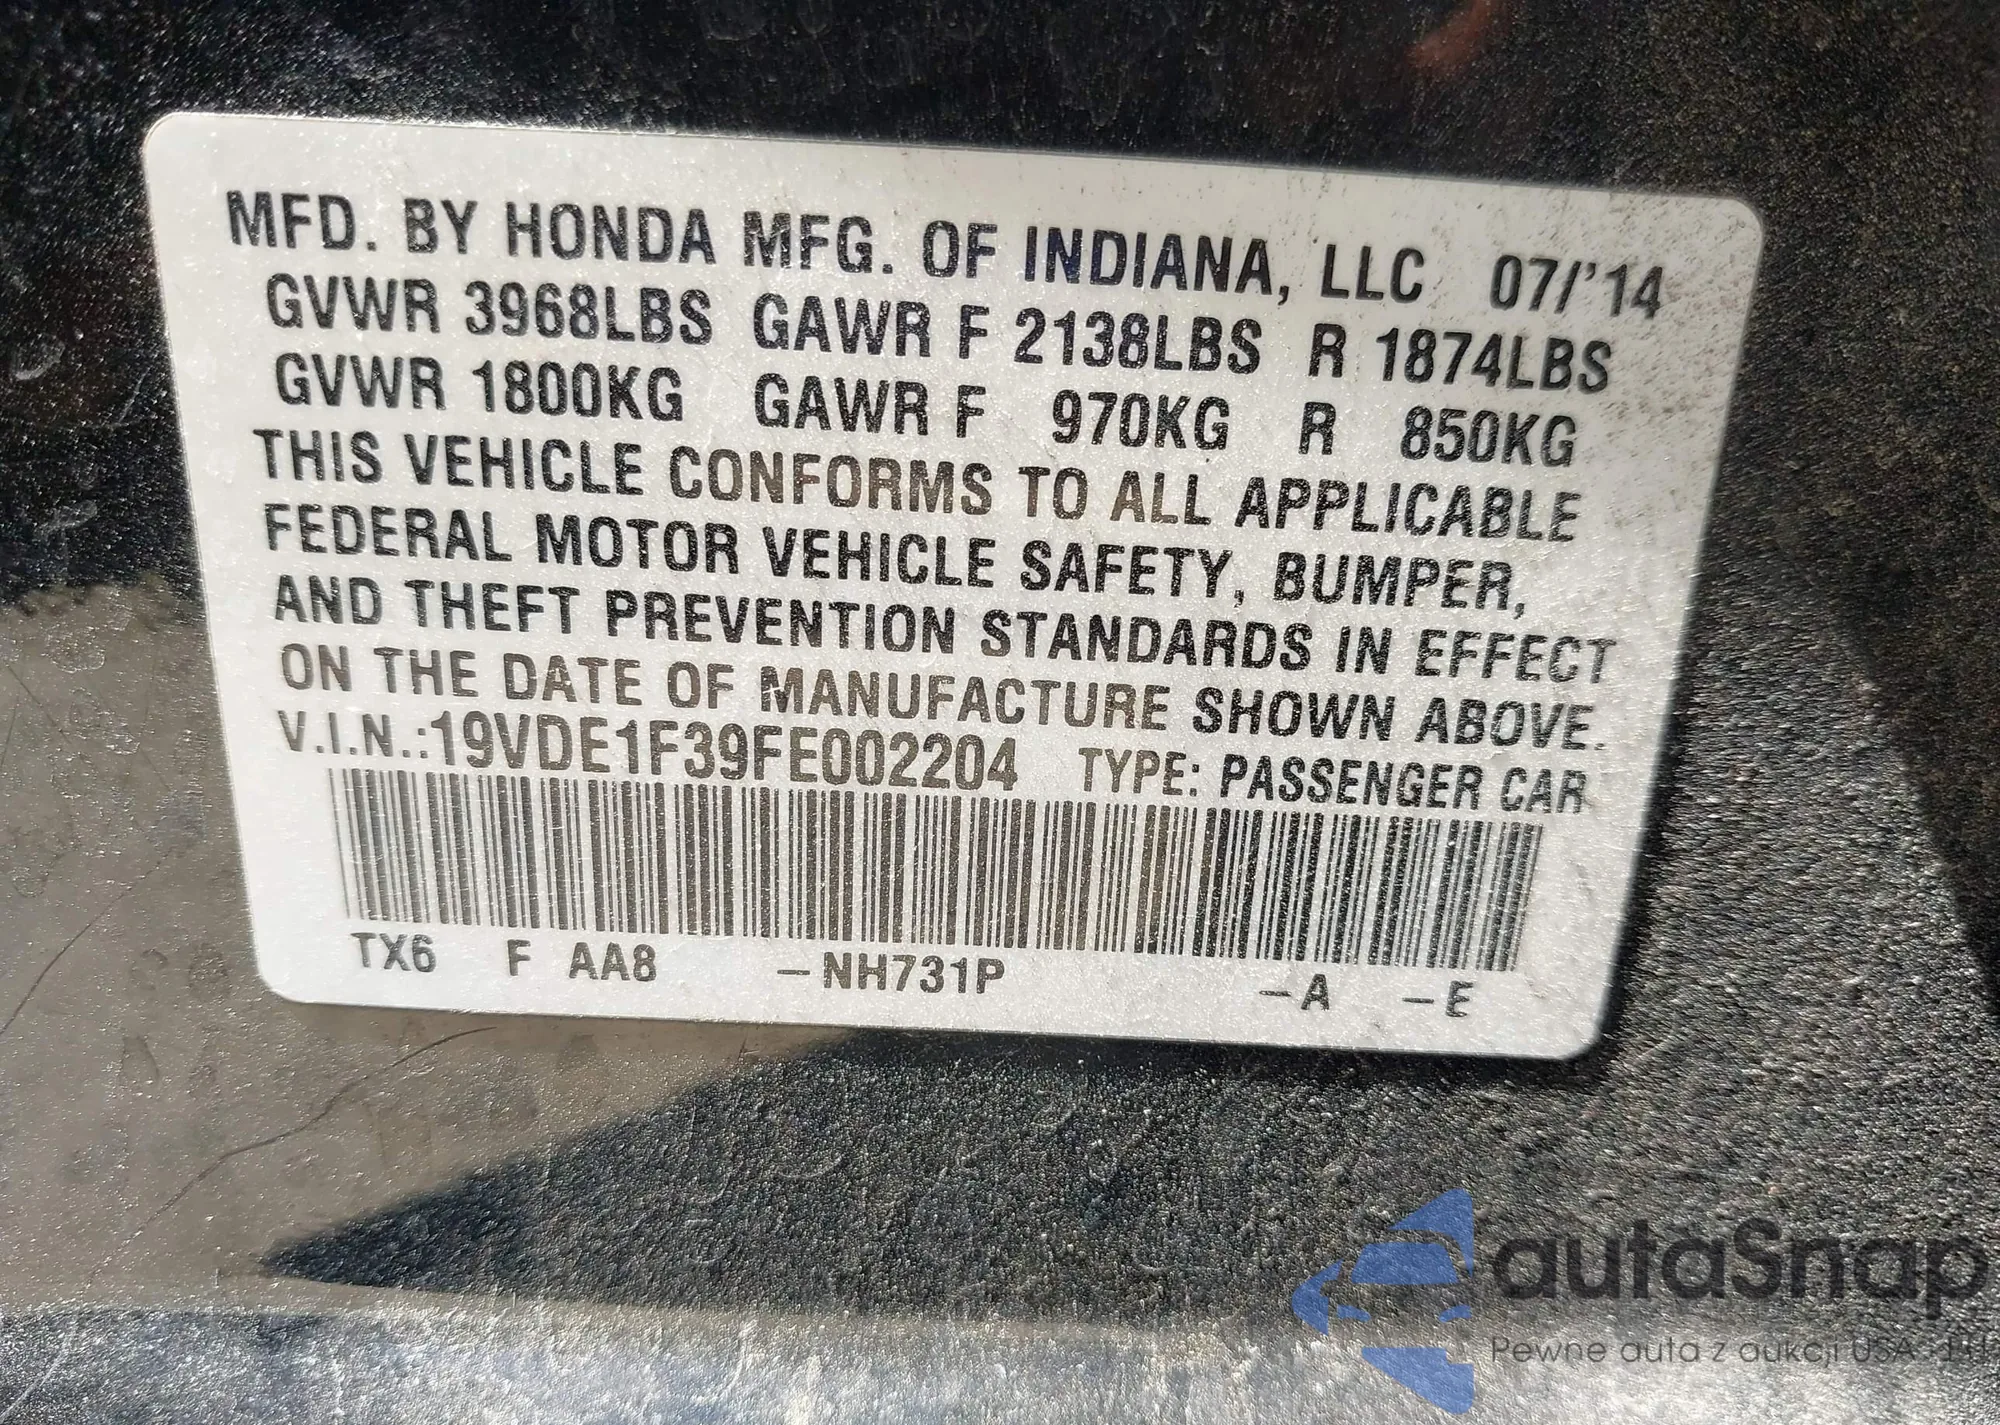 MFD. BY HONDA MFG. OF INDIANA, LLC 07/'14
GVWR 3968LBS GAWR F 2138LBS R 1874LBS
GVWR 1800KG GAWR F 970KG R 850KG
THIS VEHICLE CONFORMS TO ALL APPLICABLE
FEDERAL MOTOR VEHICLE SAFETY, BUMPER,
AND THEFT PREVENTION STANDARDS IN EFFECT
ON THE DATE OF MANUFACTURE SHOWN ABOVE.
V.I.N.:19VDE1F39FE002204 TYPE: PASSENGER CAR
TX6 F AA8 –NH731P –A –E
autaSnap
Pewne auta z aukcji USA